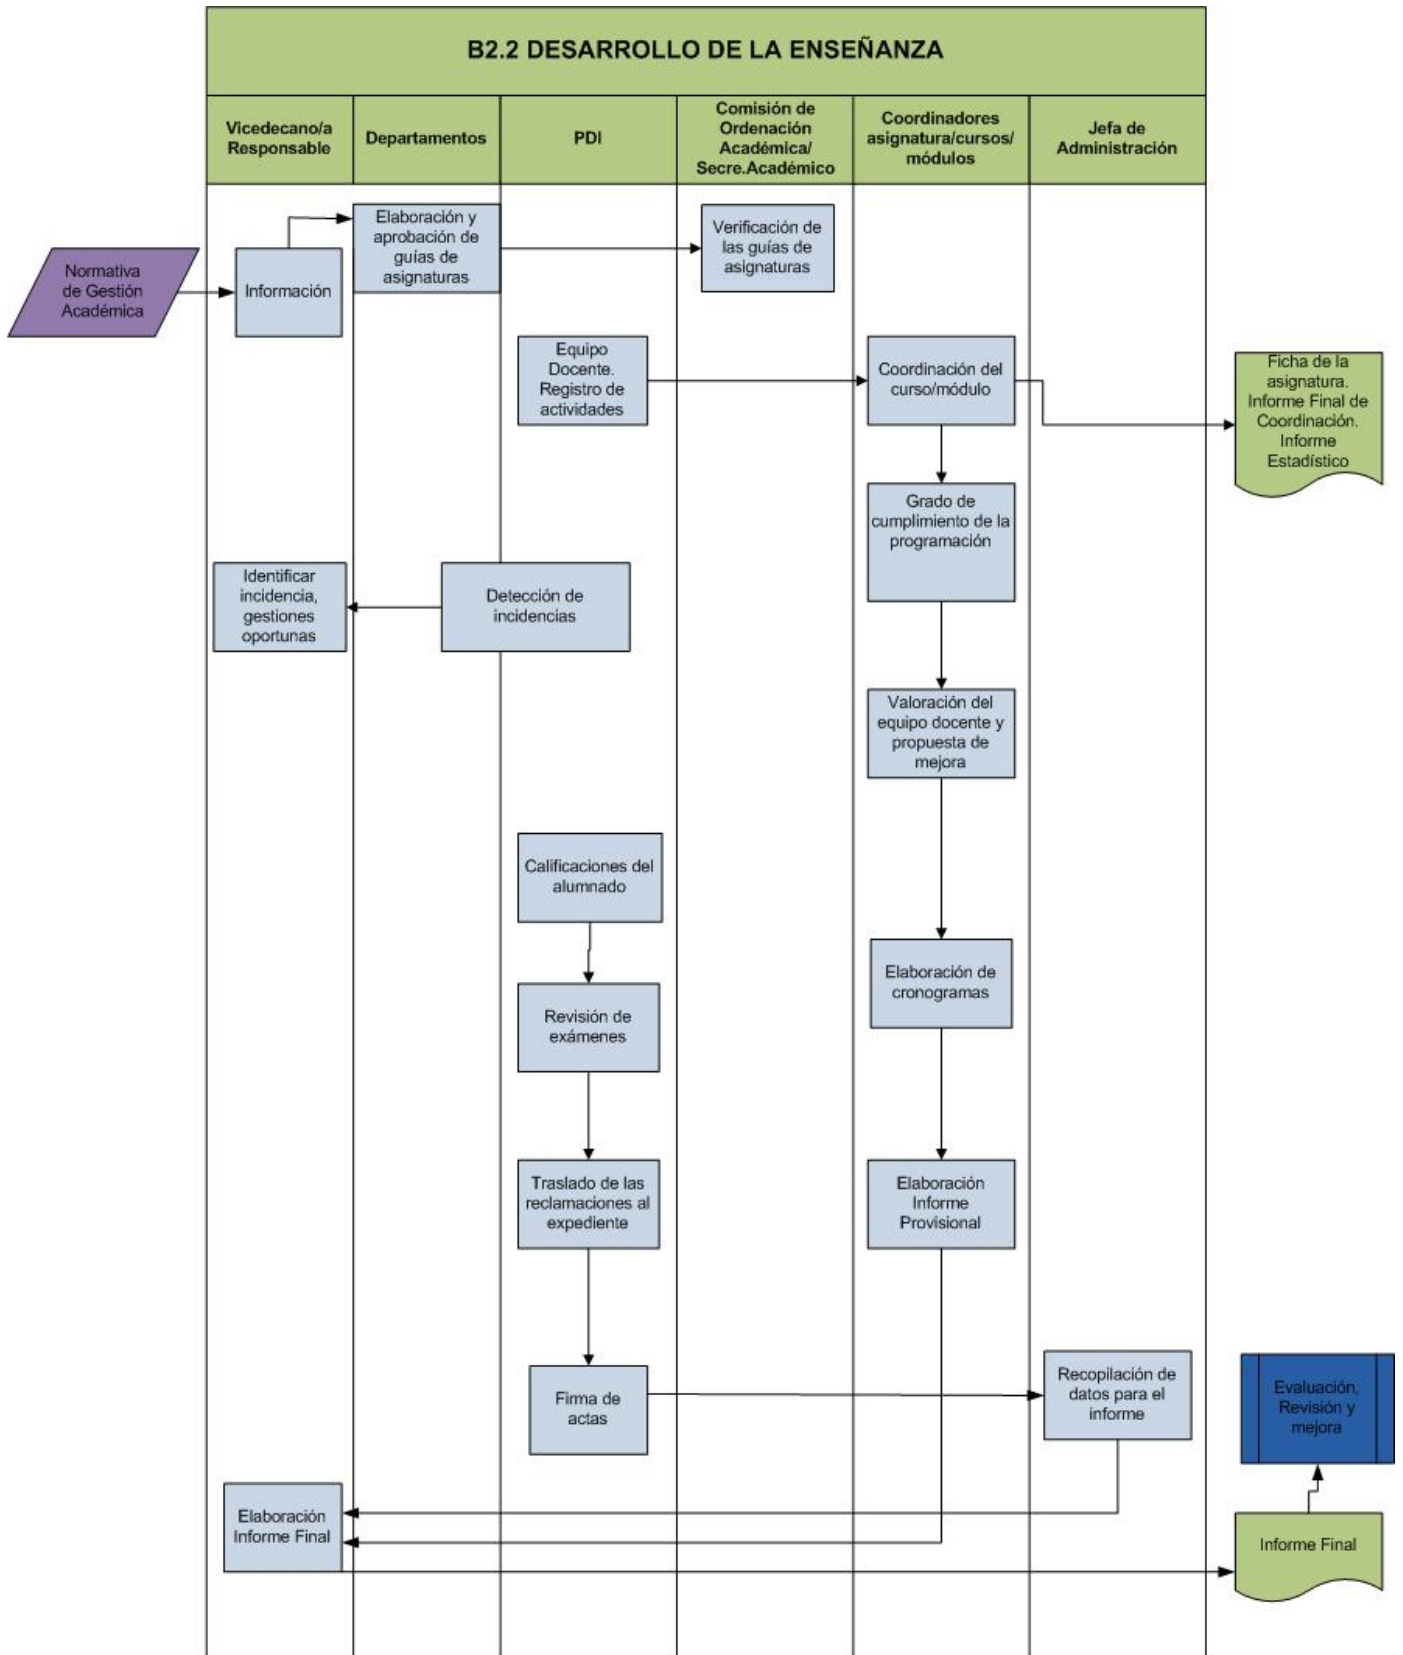 B2.2 DESARROLLO DE LA ENSEÑANZA
Vicedecano/a
Responsable
Departamentos
PDI
Comisión de
Ordenación
Académica/
Secre.Académico
Coordinadores
asignatura/cursos/
módulos
Jefa de
Administración
Normativa
de Gestión
Académica
Información
Elaboración y
aprobación de
guías de
asignaturas
Verificación de
las guías de
asignaturas
Equipo
Docente.
Registro de
actividades
Coordinación del
curso/módulo
Ficha de la
asignatura.
Informe Final de
Coordinación.
Informe
Estadístico
Grado de
cumplimiento de la
programación
Identificar
incidencia,
gestiones
oportunas
Detección de
incidencias
Valoración del
equipo docente y
propuesta de
mejora
Calificaciones del
alumnado
Elaboración de
cronogramas
Revisión de
exámenes
Traslado de las
reclamaciones al
expediente
Elaboración
Informe
Provisional
Firma de
actas
Recopilación de
datos para el
informe
Evaluación,
Revisión y
mejora
Elaboración
Informe Final
Informe Final